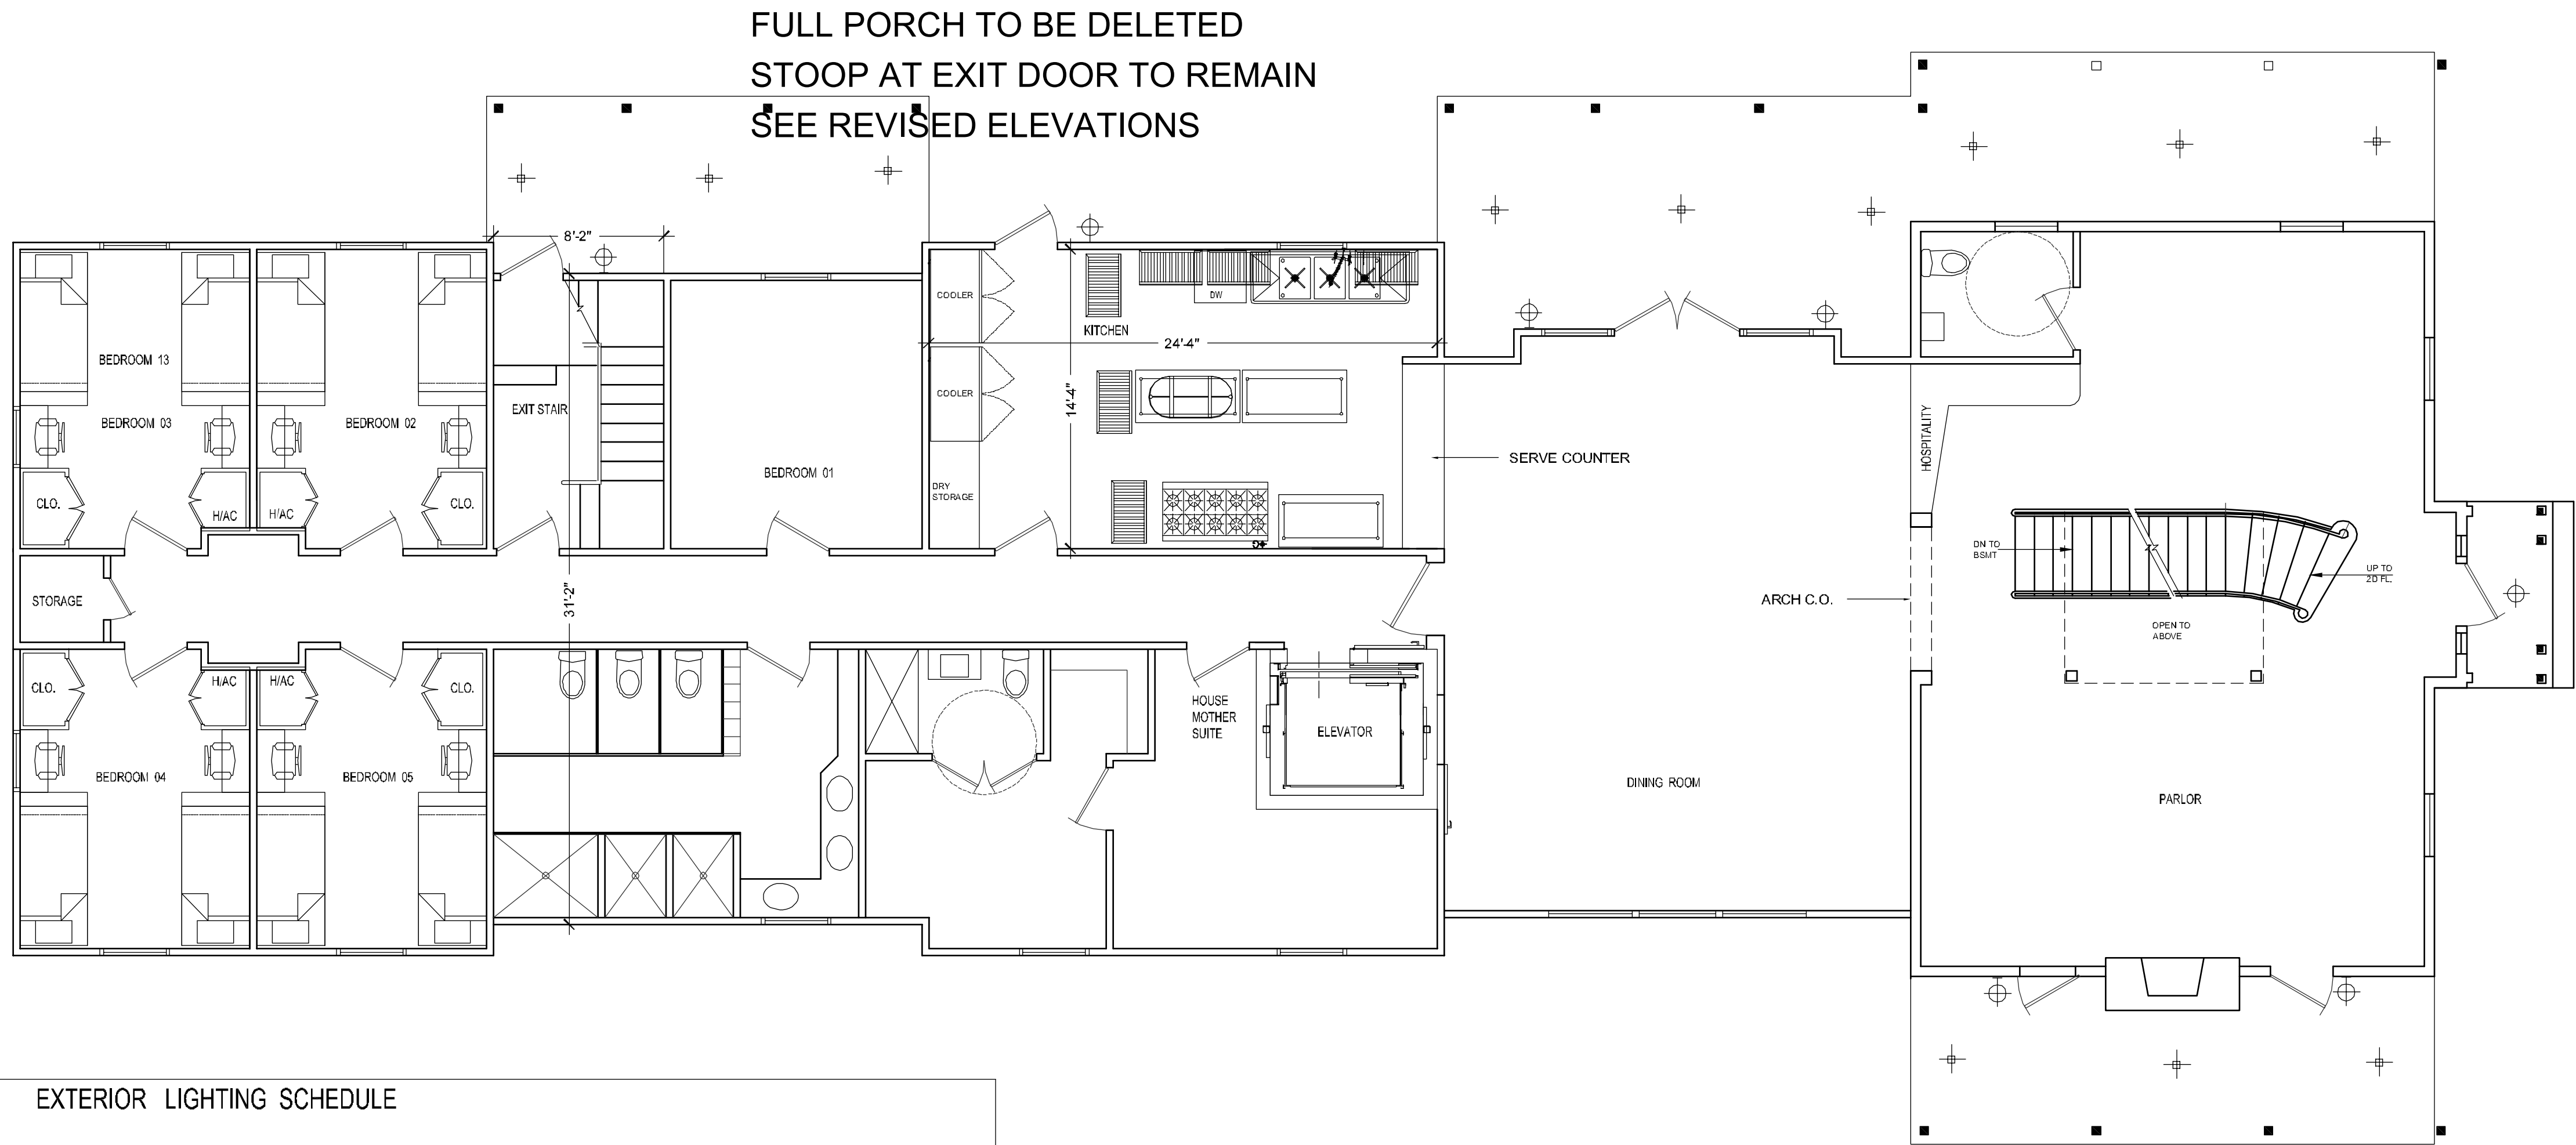 FULL PORCH TO BE DELETED
STOOP AT EXIT DOOR TO REMAIN
SEE REVISED ELEVATIONS
8'-2"
COOLER
DW
KITCHEN
24'-4"
BEDROOM 13
COOLER
14'-4"
EXIT STAIR
BEDROOM 03
BEDROOM 02
HOSPITALITY
SERVE COUNTER
BEDROOM 01
DRY
STORAGE
CLO.
H/AC
H/AC
CLO.
DN TO
BSMT
UP TO
2D FL.
STORAGE
31'-2"
ARCH C.O.
OPEN TO
ABOVE
CLO.
H/AC
H/AC
CLO.
HOUSE
MOTHER
SUITE
ELEVATOR
BEDROOM 04
BEDROOM 05
DINING ROOM
PARLOR
EXTERIOR LIGHTING SCHEDULE